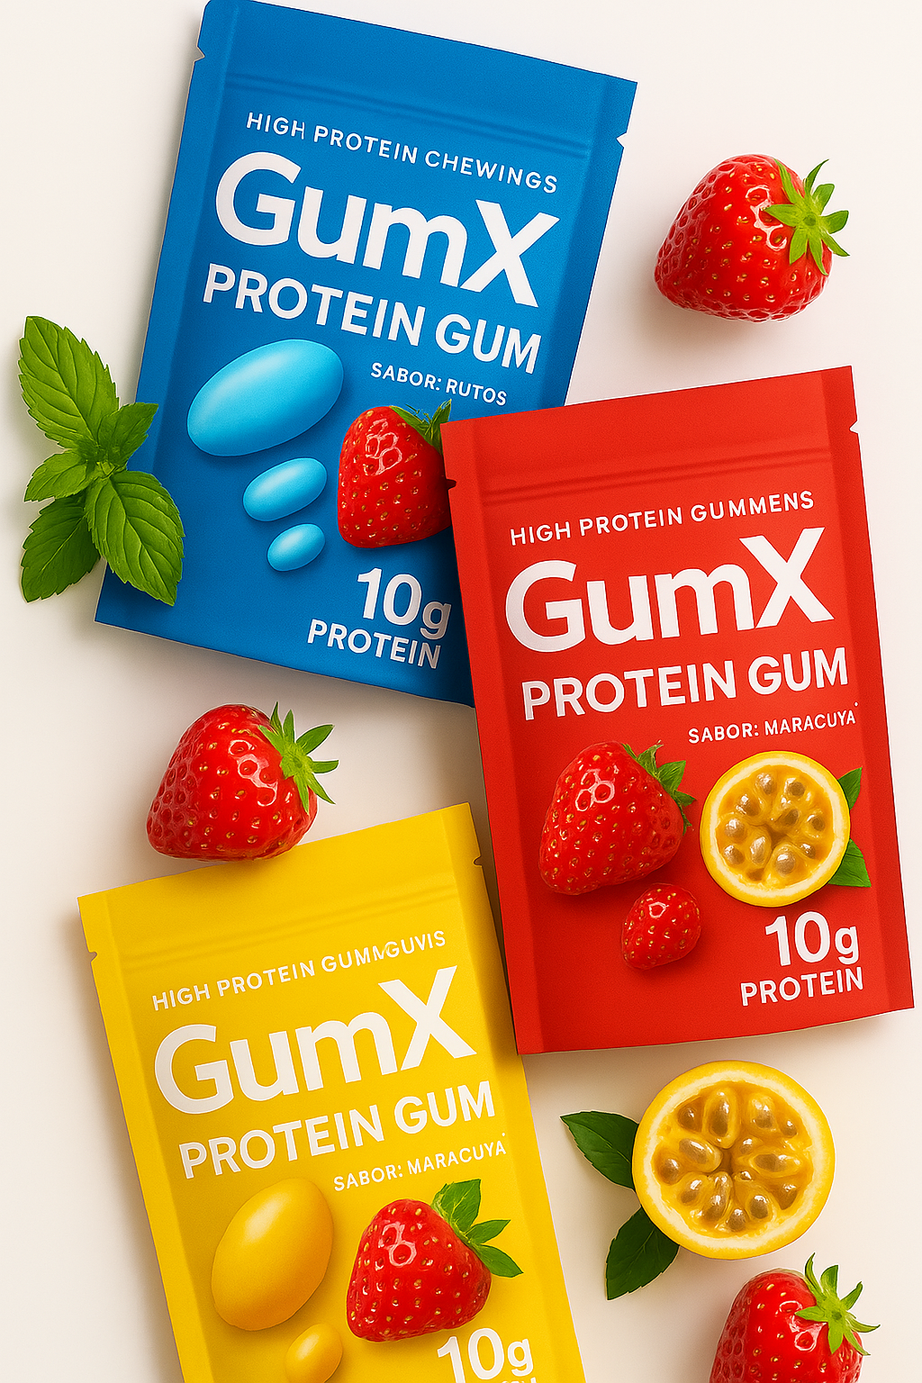 HIGH PROTEIN CHEWINGS
GumX
PROTEIN GUM
SABOR: RUTOS
10g
PROTEIN
HIGH PROTEIN GUMMENS
GumX
PROTEIN GUM
SABOR: MARACUYA
10g
PROTEIN
HIGH PROTEIN
GumX
PROTEIN GUM
SABOR: MARACUYA
10g